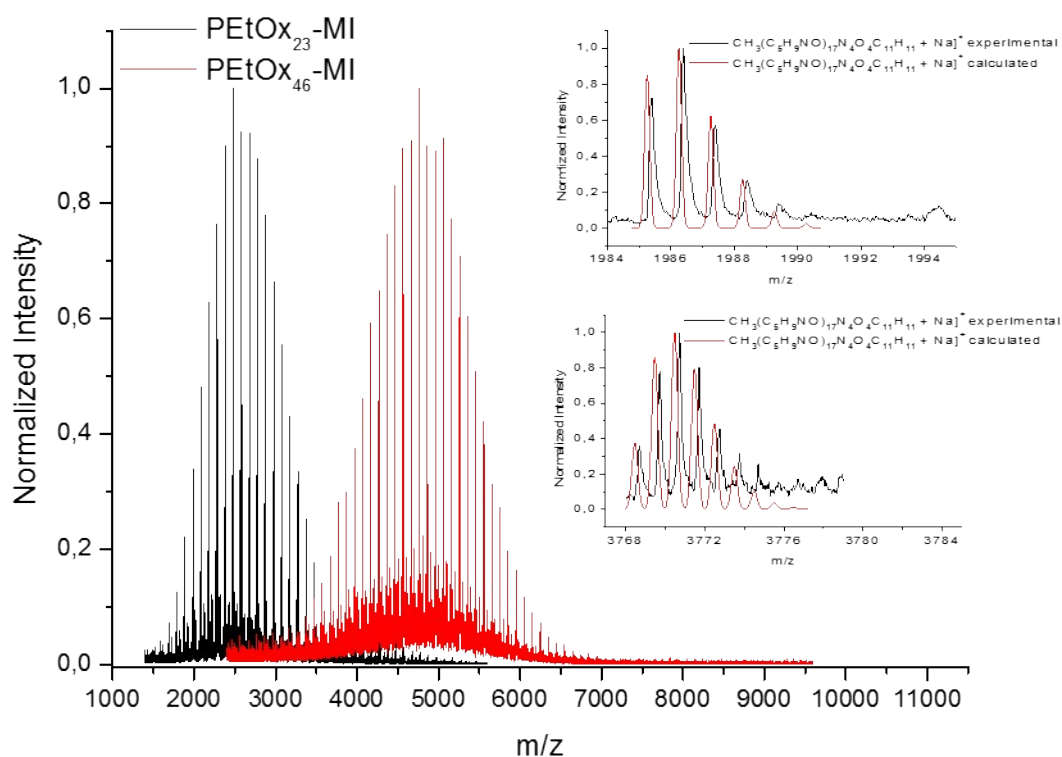 PEtOx₂₃-MI
PEtOx₄₆-MI
Normalized Intensity
1,0
0,8
0,6
0,4
0,2
0,0
1000 2000 3000 4000 5000 6000 7000 8000 9000 10000 11000
m/z
CH₃(C₅H₉NO)₁₇N₄O₄C₁₁H₁₁ + Na]⁺ experimental
CH₃(C₅H₉NO)₁₇N₄O₄C₁₁H₁₁ + Na]⁺ calculated
Normlized Intensity
1,0
0,8
0,6
0,4
0,2
0,0
1984 1986 1988 1990 1992 1994
m/z
CH₃(C₅H₉NO)₁₇N₄O₄C₁₁H₁₁ + Na]⁺ experimental
CH₃(C₅H₉NO)₁₇N₄O₄C₁₁H₁₁ + Na]⁺ calculated
Normalized Intensity
1,0
0,8
0,6
0,4
0,2
0,0
3768 3772 3776 3780 3784
m/z